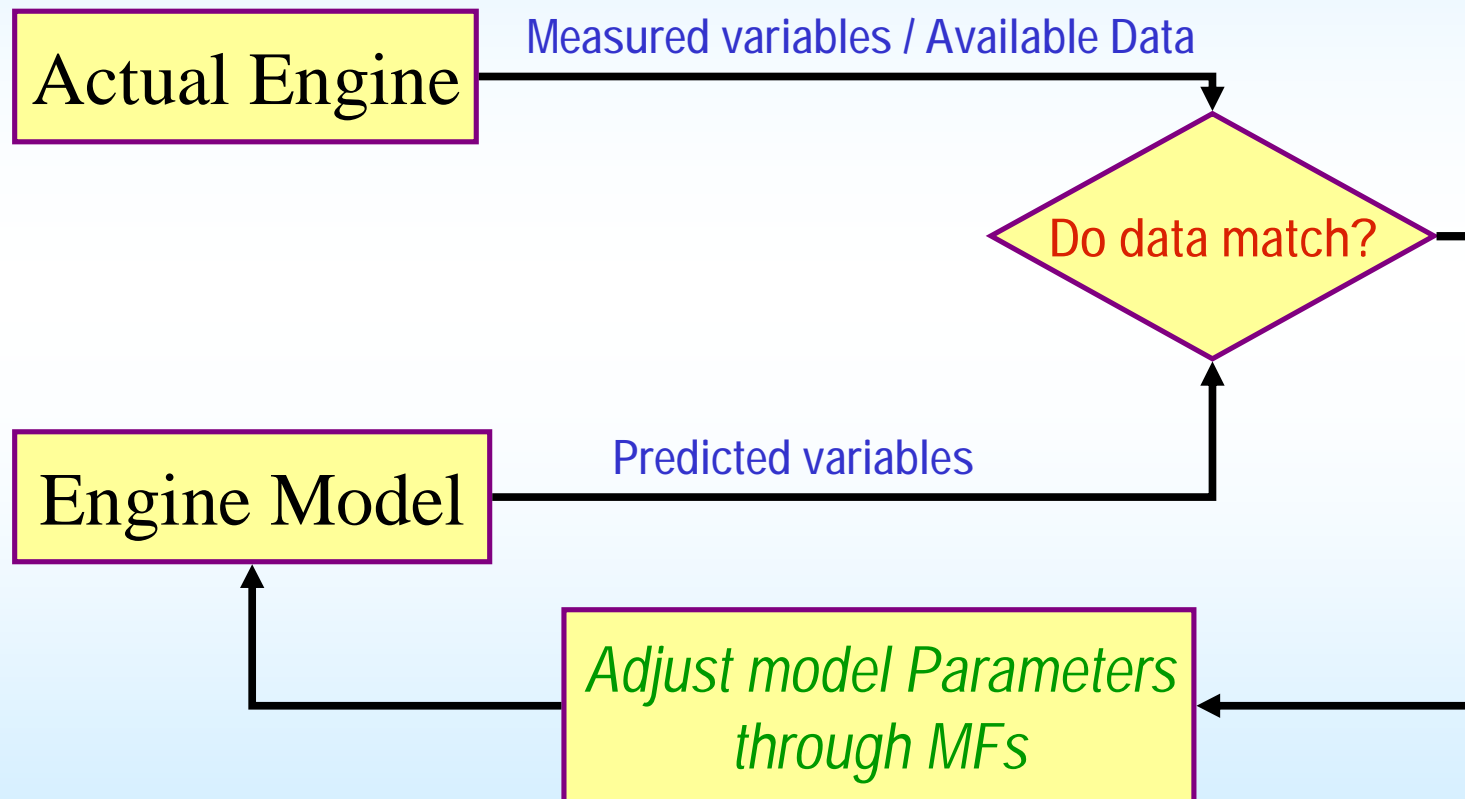 Measured variables / Available Data
Actual Engine
Do data match?
Predicted variables
Engine Model
Adjust model Parameters
through MFs